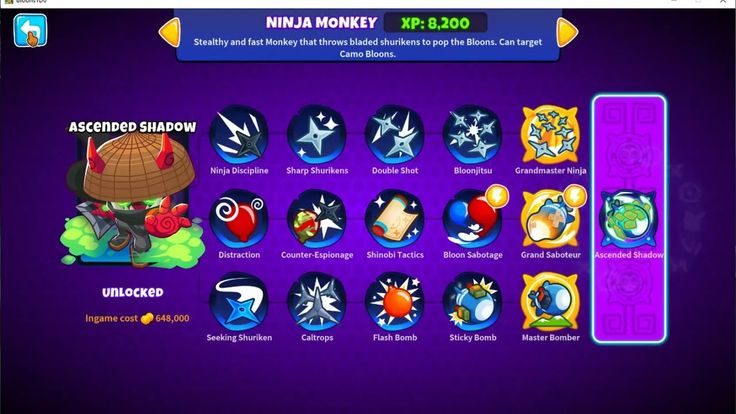 BloonsTD6
NINJA MONKEY XP: 8,200
Stealthy and fast Monkey that throws bladed shurikens to pop the Bloons. Can target
Camo Bloons.
ASCENDED SHADOW
Ninja Discipline Sharp Shurikens Double Shot Bloonjitsu Grandmaster Ninja
Distraction Counter-Espionage Shinobi Tactics Bloon Sabotage Grand Saboteur Ascended Shadow
UNLOCKED
Ingame cost 648,000
Seeking Shuriken Caltrops Flash Bomb Sticky Bomb Master Bomber